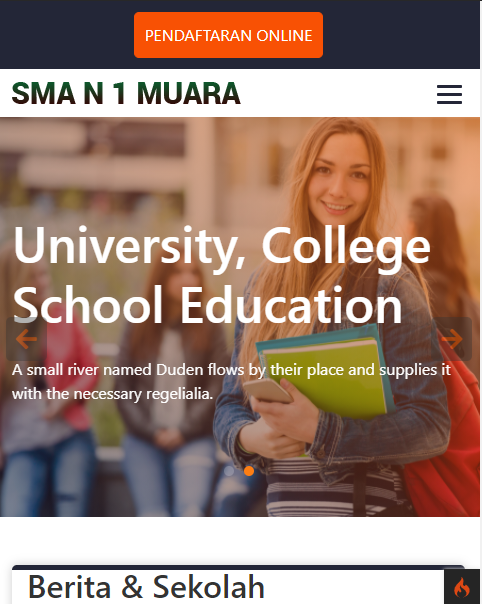 PENDAFTARAN ONLINE
SMA N 1 MUARA
University, College
School Education
A small river named Duden flows by their place and supplies it
with the necessary regelialia.
Berita & Sekolah